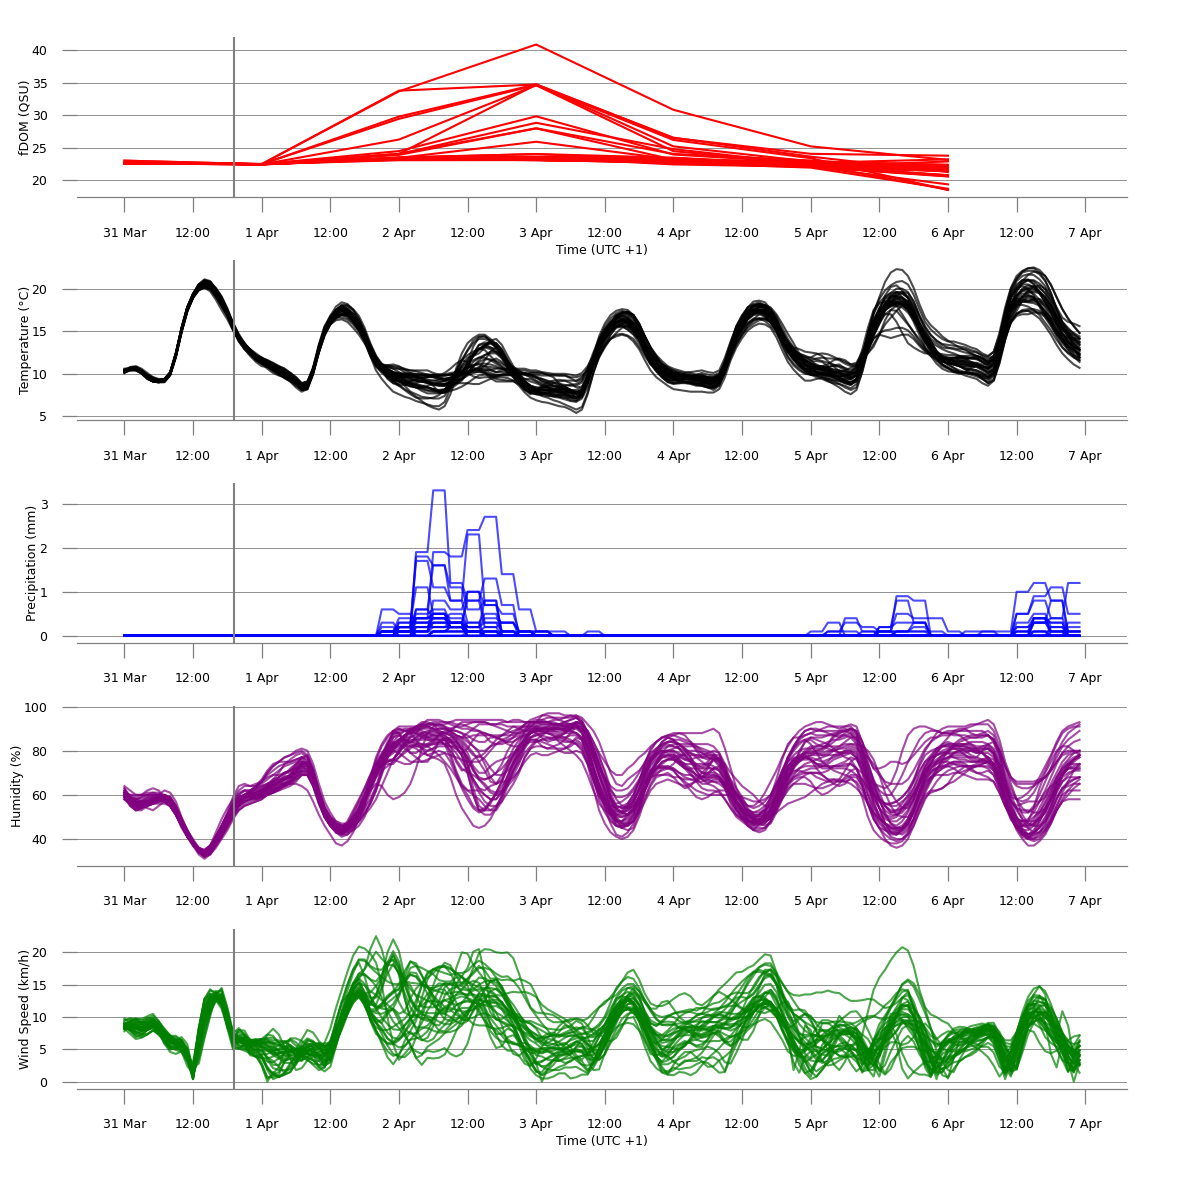 fDOM (QSU)
40
35
30
25
20
31 Mar 12:00 1 Apr 12:00 2 Apr 12:00 3 Apr 12:00 4 Apr 12:00 5 Apr 12:00 6 Apr 12:00 7 Apr
Time (UTC +1)
Temperature (°C)
20
15
10
5
31 Mar 12:00 1 Apr 12:00 2 Apr 12:00 3 Apr 12:00 4 Apr 12:00 5 Apr 12:00 6 Apr 12:00 7 Apr
Precipitation (mm)
3
2
1
0
31 Mar 12:00 1 Apr 12:00 2 Apr 12:00 3 Apr 12:00 4 Apr 12:00 5 Apr 12:00 6 Apr 12:00 7 Apr
Humidity (%)
100
80
60
40
31 Mar 12:00 1 Apr 12:00 2 Apr 12:00 3 Apr 12:00 4 Apr 12:00 5 Apr 12:00 6 Apr 12:00 7 Apr
Wind Speed (km/h)
20
15
10
5
0
31 Mar 12:00 1 Apr 12:00 2 Apr 12:00 3 Apr 12:00 4 Apr 12:00 5 Apr 12:00 6 Apr 12:00 7 Apr
Time (UTC +1)